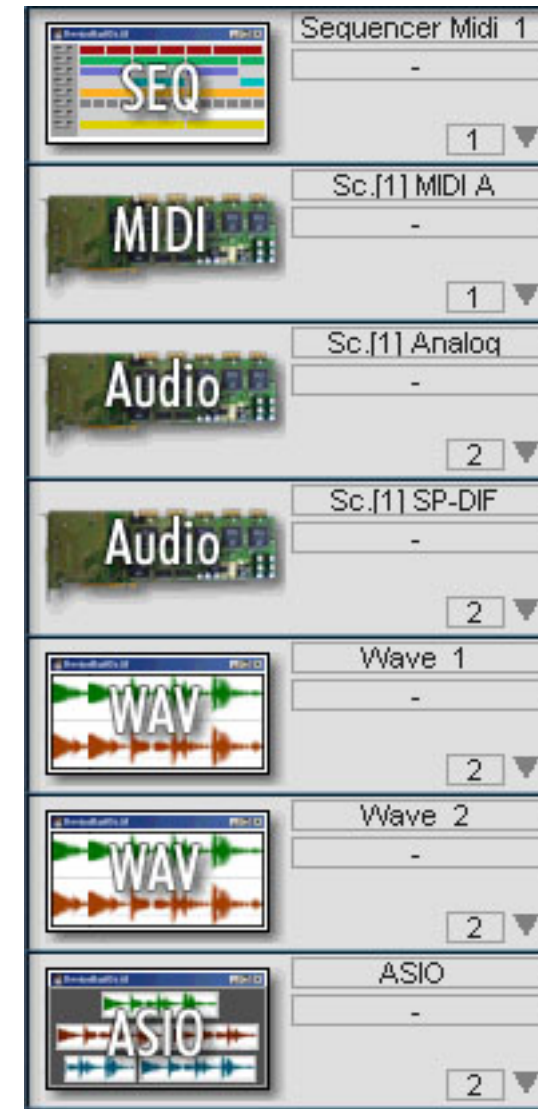 SEQ
Sequencer Midi 1
-
1
MIDI
Sc.[1] MIDI A
-
1
Audio
Sc.[1] Analog
-
2
Audio
Sc.[1] SP-DIF
-
2
WAV
Wave 1
-
2
WAV
Wave 2
-
2
ASIO
ASIO
-
2